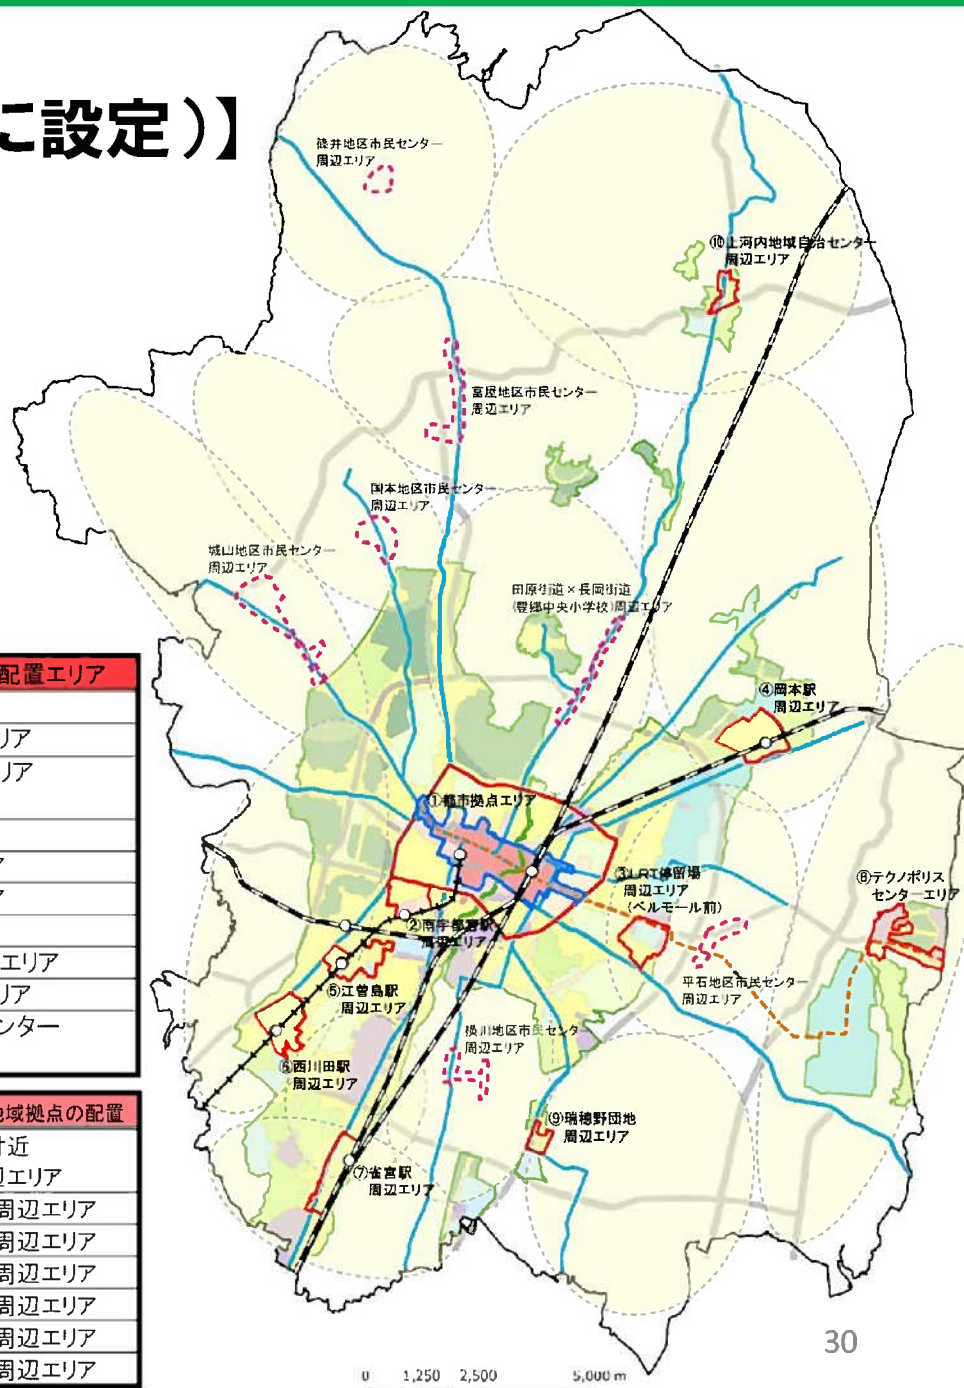 に設定)】
篠井地区市民センター
周辺エリア
⑩上河内地域自治センター
周辺エリア
富屋地区市民センター
周辺エリア
国本地区市民センター
周辺エリア
城山地区市民センター
周辺エリア
田原街道×長岡街道
(豊郷中央小学校)周辺エリア
配置エリア
リア
リア
ア
ア
エリア
リア
ンター
④岡本駅
周辺エリア
①都市拠点エリア
③LRT停留場
周辺エリア
(ベルモール前)
⑧テクノポリス
センターエリア
②南宇都宮駅
周辺エリア
平石地区市民センター
周辺エリア
⑤江曽島駅
周辺エリア
横川地区市民センター
周辺エリア
⑥西川田駅
周辺エリア
⑨瑞穂野団地
周辺エリア
⑦雀宮駅
周辺エリア
地域拠点の配置
付近
辺エリア
周辺エリア
周辺エリア
周辺エリア
周辺エリア
周辺エリア
周辺エリア
30
0 1,250 2,500 5,000 m